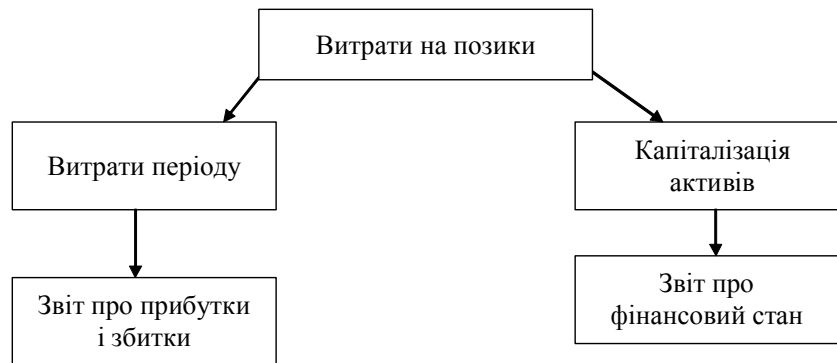 Витрати на позики
Витрати періоду
Капіталізація
активів
Звіт про прибутки
і збитки
Звіт про
фінансовий стан